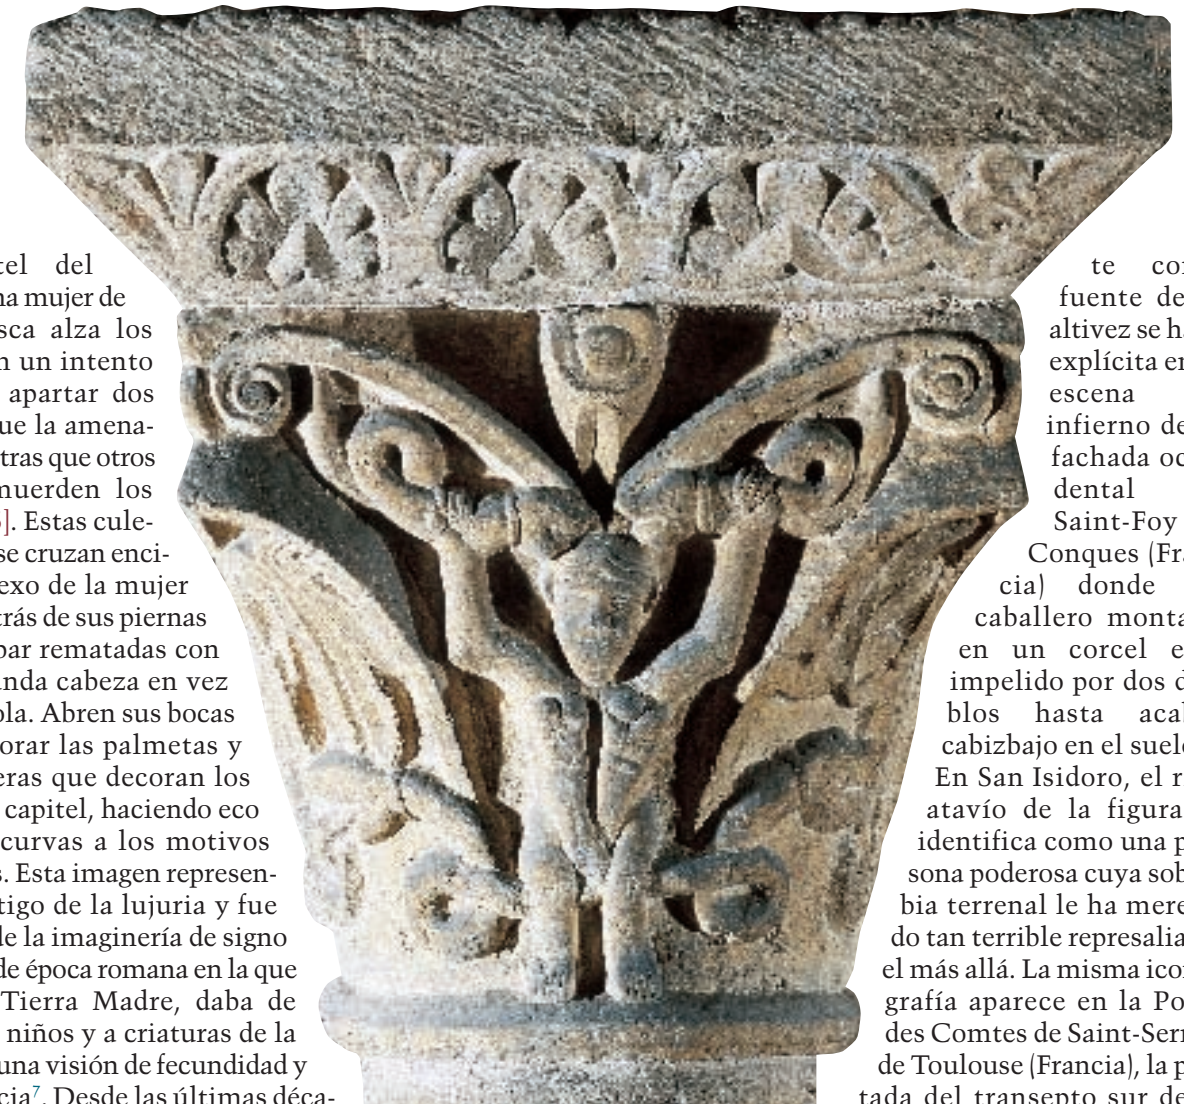 tel del
na mujer de
sca alza los
n un intento
apartar dos
ue la amena-
tras que otros
muerden los
]. Estas cule-
se cruzan enci-
exo de la mujer
trás de sus piernas
par rematadas con
unda cabeza en vez
ola. Abren sus bocas
orar las palmetas y
eras que decoran los
capitel, haciendo eco
curvas a los motivos
s. Esta imagen represen-
tigo de la lujuria y fue
de la imaginería de signo
de época romana en la que
Tierra Madre, daba de
niños y a criaturas de la
una visión de fecundidad y
cia⁷. Desde las últimas déca-
te con
fuente de
altivez se ha
explícita en
escena
infierno de
fachada oc
dental
Saint-Foy
Conques (Fra
cia) donde
caballero monta
en un corcel e
impelido por dos d
blos hasta acab
cabizbajo en el suelo
En San Isidoro, el ri
atavío de la figura
identifica como una p
sona poderosa cuya sob
bia terrenal le ha mere
do tan terrible represalia
el más allá. La misma icon
grafía aparece en la Po
des Comtes de Saint-Sern
de Toulouse (Francia), la p
tada del transepto sur de